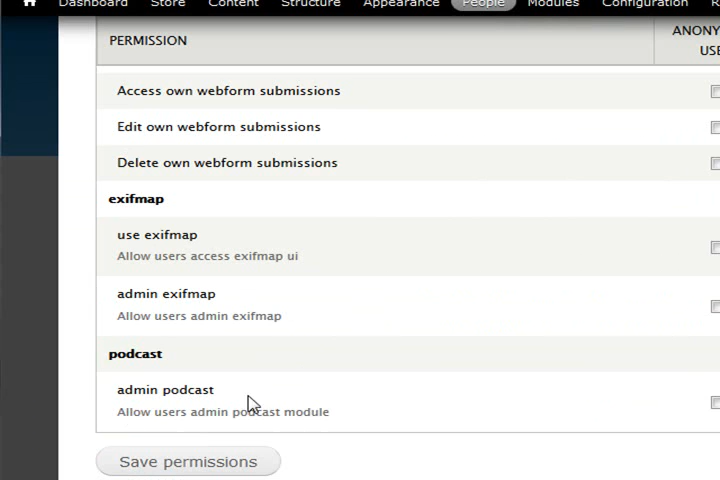 Dashboard Store Content Structure Appearance People Modules Configuration
PERMISSION
ANONY
USE
Access own webform submissions
Edit own webform submissions
Delete own webform submissions
exifmap
use exifmap
Allow users access exifmap ui
admin exifmap
Allow users admin exifmap
podcast
admin podcast
Allow users admin podcast module
Save permissions